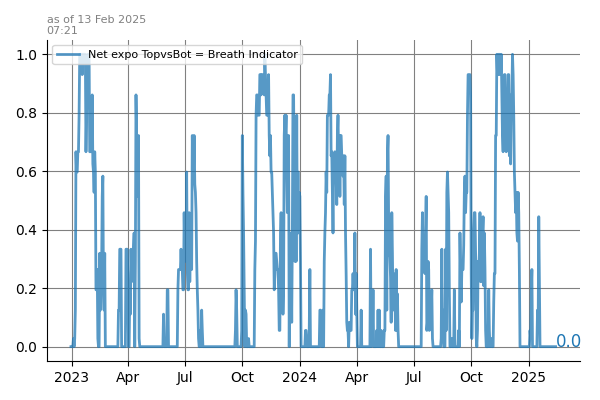 as of 13 Feb 2025
07:21
Net expo TopvsBot = Breath Indicator
1.0
0.8
0.6
0.4
0.2
0.0
0.0
2023 Apr Jul Oct 2024 Apr Jul Oct 2025